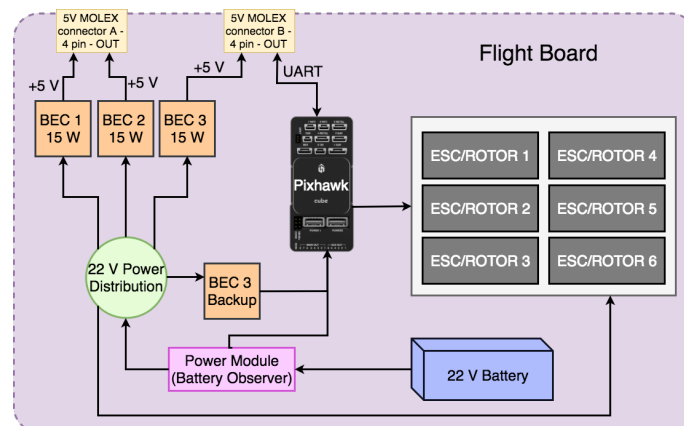 5V MOLEX
connector A -
4 pin - OUT
5V MOLEX
connector B -
4 pin - OUT
Flight Board
+5 V
+5 V
+5 V
UART
BEC 1
15 W
BEC 2
15 W
BEC 3
15 W
Pixhawk
cube
ESC/ROTOR 1
ESC/ROTOR 4
ESC/ROTOR 2
ESC/ROTOR 5
ESC/ROTOR 3
ESC/ROTOR 6
22 V Power
Distribution
BEC 3
Backup
Power Module
(Battery Observer)
22 V Battery